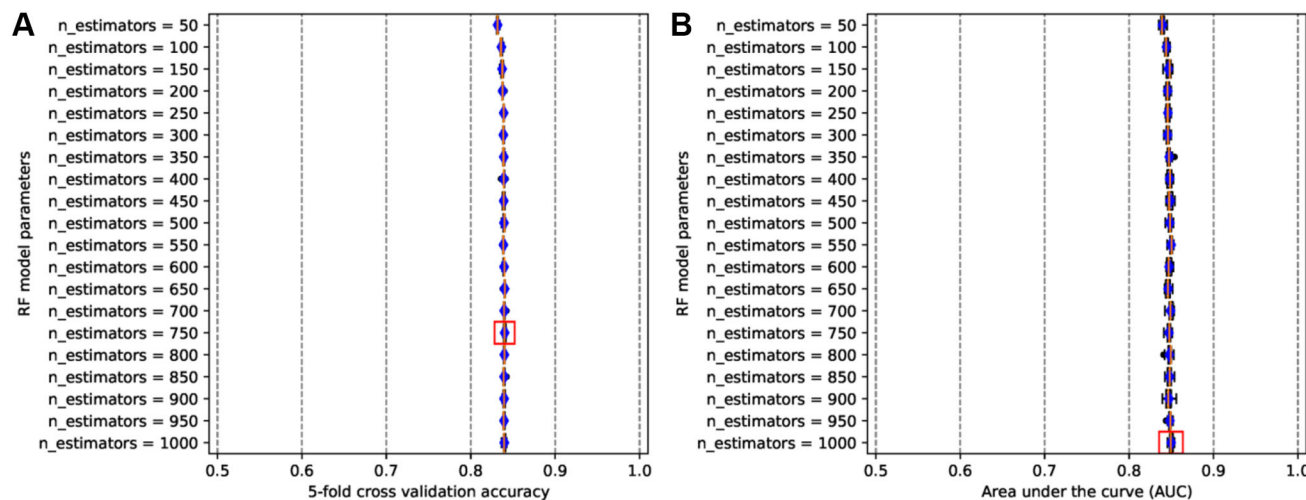 A
RF model parameters
n_estimators = 50
n_estimators = 100
n_estimators = 150
n_estimators = 200
n_estimators = 250
n_estimators = 300
n_estimators = 350
n_estimators = 400
n_estimators = 450
n_estimators = 500
n_estimators = 550
n_estimators = 600
n_estimators = 650
n_estimators = 700
n_estimators = 750
n_estimators = 800
n_estimators = 850
n_estimators = 900
n_estimators = 950
n_estimators = 1000
0.5 0.6 0.7 0.8 0.9 1.0
5-fold cross validation accuracy
B
RF model parameters
n_estimators = 50
n_estimators = 100
n_estimators = 150
n_estimators = 200
n_estimators = 250
n_estimators = 300
n_estimators = 350
n_estimators = 400
n_estimators = 450
n_estimators = 500
n_estimators = 550
n_estimators = 600
n_estimators = 650
n_estimators = 700
n_estimators = 750
n_estimators = 800
n_estimators = 850
n_estimators = 900
n_estimators = 950
n_estimators = 1000
0.5 0.6 0.7 0.8 0.9 1.0
Area under the curve (AUC)